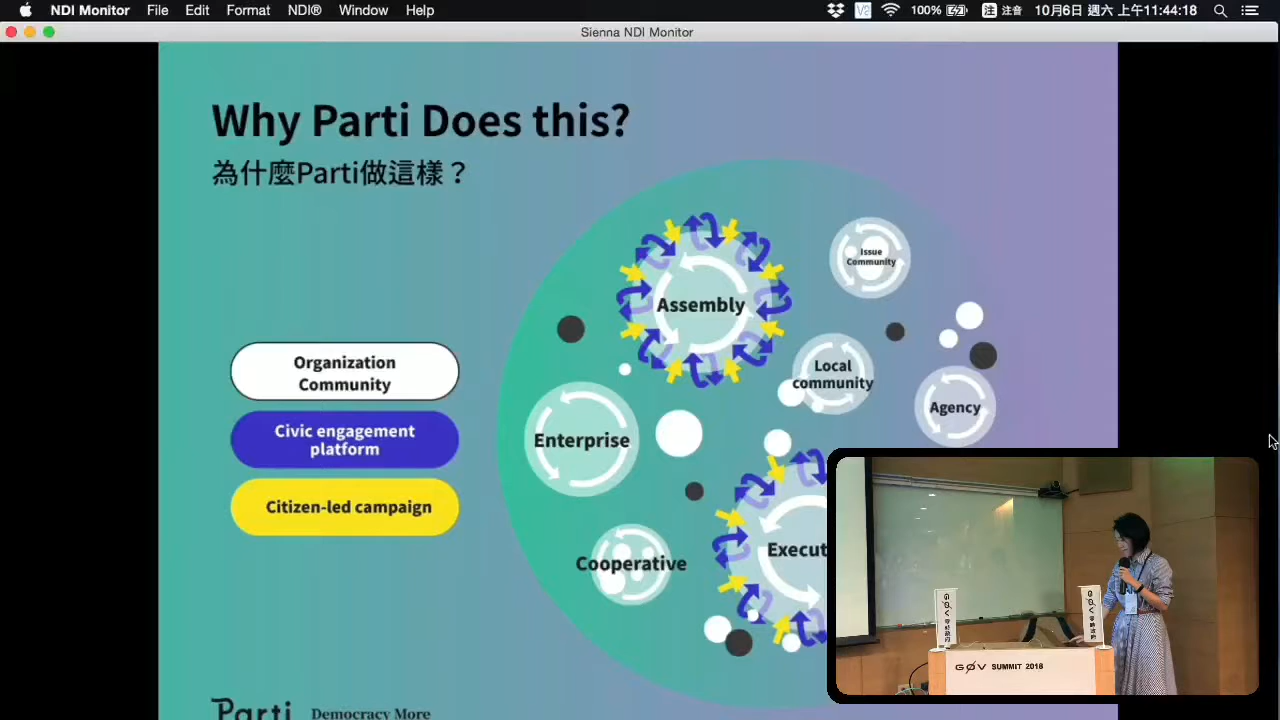 NDI Monitor File Edit Format NDI® Window Help
100% 注 注音 10月6日 週六 上午11:44:18
Sienna NDI Monitor
Why Parti Does this?
為什麼Parti做這樣？
Organization
Community
Civic engagement
platform
Citizen-led campaign
Assembly
Issue
Community
Local
community
Agency
Enterprise
Cooperative
Execut
Parti Democracy More
GØV SUMMIT 2018